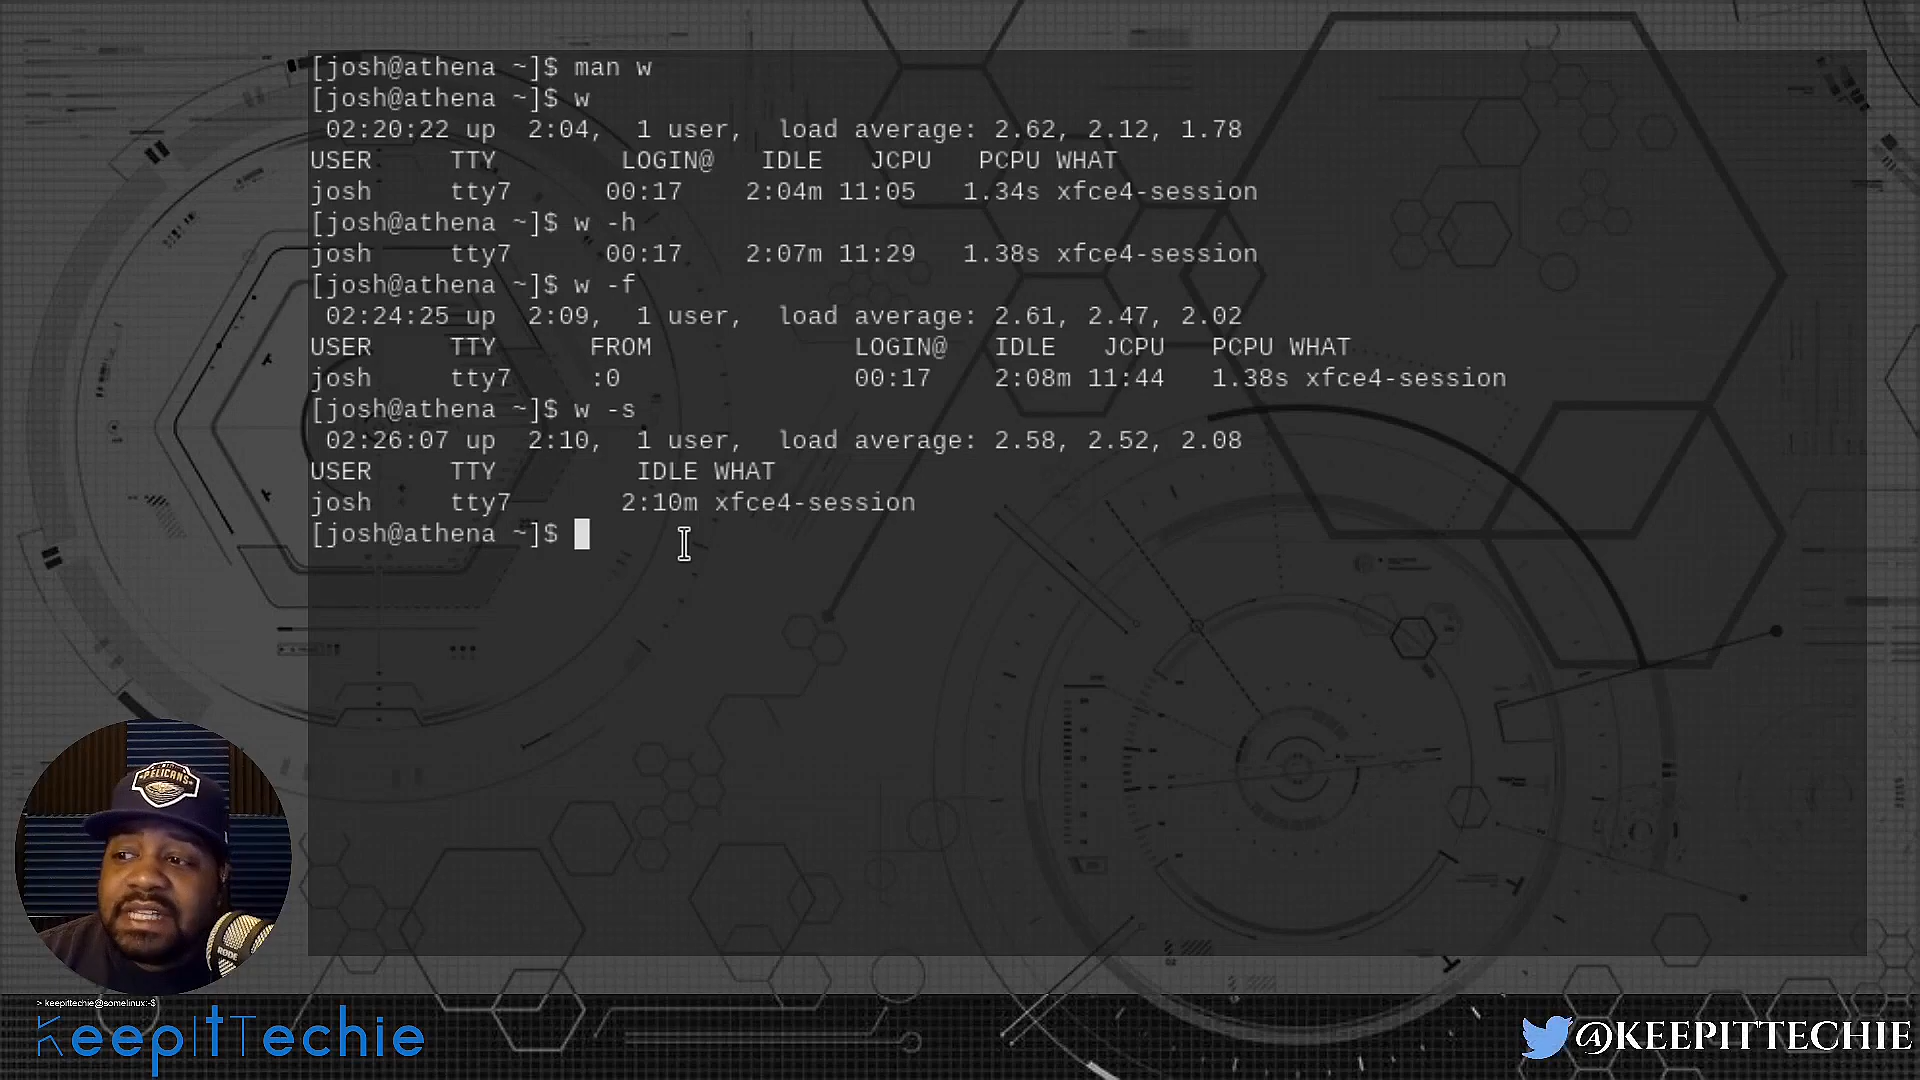 [josh@athena ~]$ man w
[josh@athena ~]$ w
 02:20:22 up  2:04,  1 user,  load average: 2.62, 2.12, 1.78
USER     TTY        LOGIN@   IDLE   JCPU   PCPU WHAT
josh     tty7      00:17    2:04m 11:05   1.34s xfce4-session
[josh@athena ~]$ w -h
josh     tty7      00:17    2:07m 11:29   1.38s xfce4-session
[josh@athena ~]$ w -f
 02:24:25 up  2:09,  1 user,  load average: 2.61, 2.47, 2.02
USER     TTY      FROM             LOGIN@   IDLE   JCPU   PCPU WHAT
josh     tty7     :0               00:17    2:08m 11:44   1.38s xfce4-session
[josh@athena ~]$ w -s
 02:26:07 up  2:10,  1 user,  load average: 2.58, 2.52, 2.08
USER     TTY         IDLE WHAT
josh     tty7       2:10m xfce4-session
[josh@athena ~]$
PELICANS
RODE
> keepittechie@somelinux:~$
KeepItTechie
@KEEPITTECHIE